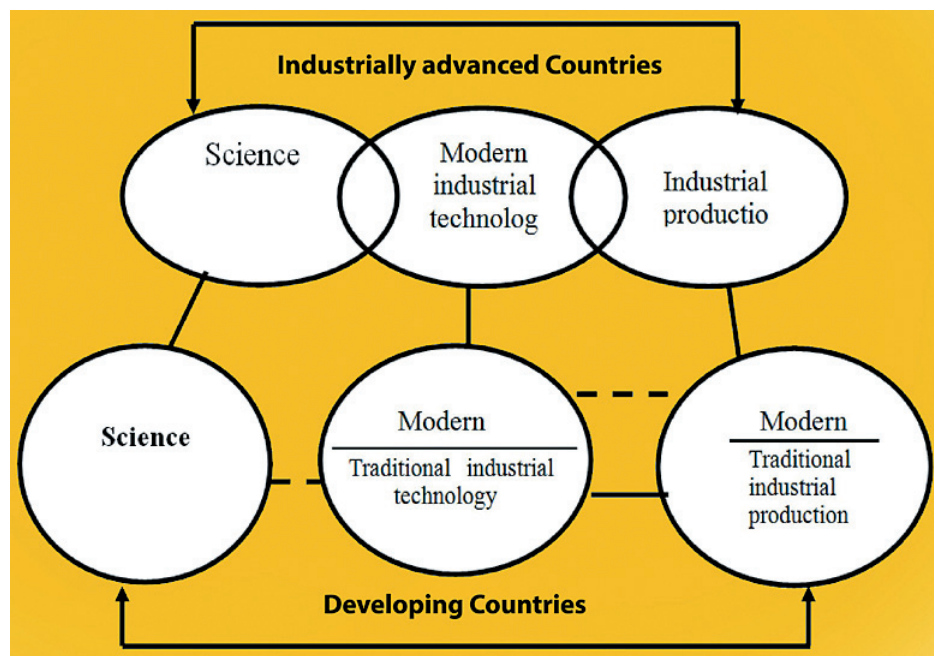 Industrially advanced Countries
Science
Modern
industrial
technolog
Industrial
productio
Science
Modern
Traditional industrial
technology
Modern
Traditional
industrial
production
Developing Countries